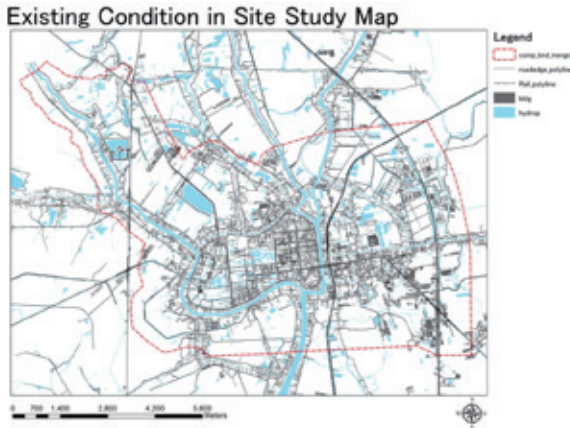 Existing Condition in Site Study Map
Legend
comp_bnd_merge
roadedge_polyline
Rail_polyline
bldg
hydrop
0 700 1,400 2,800 4,200 5,600
Meters